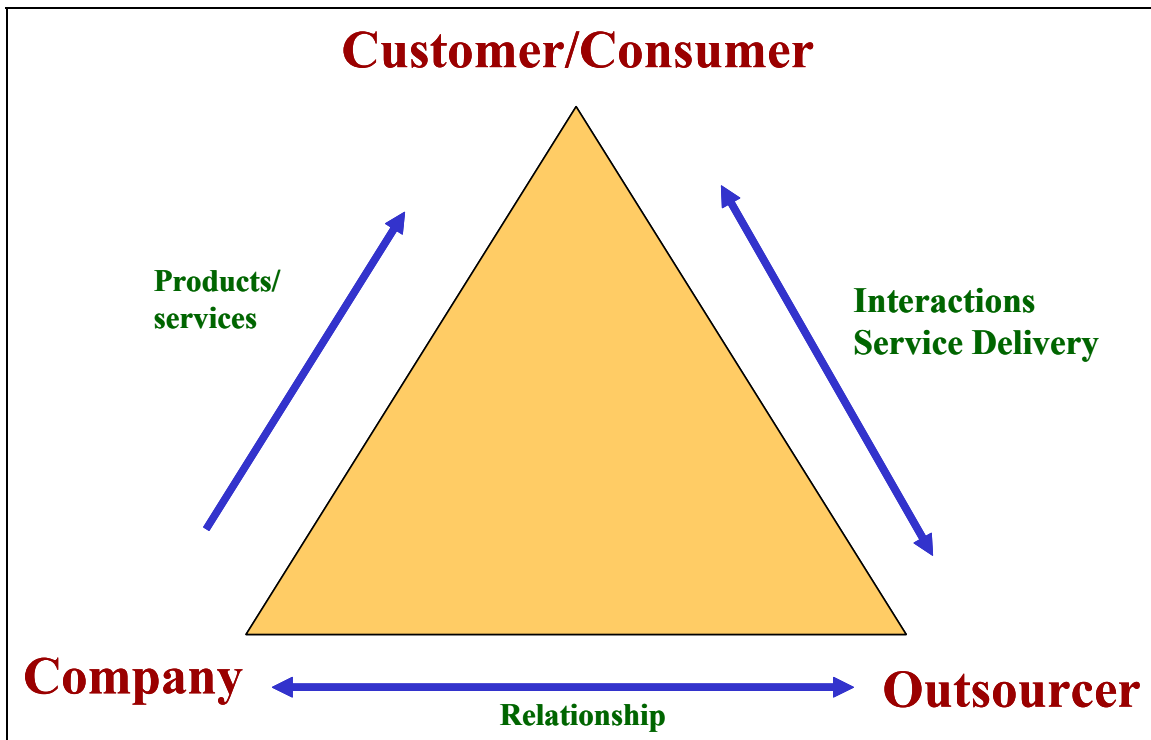 Customer/Consumer
Products/
services
Interactions
Service Delivery
Company
Outsourcer
Relationship